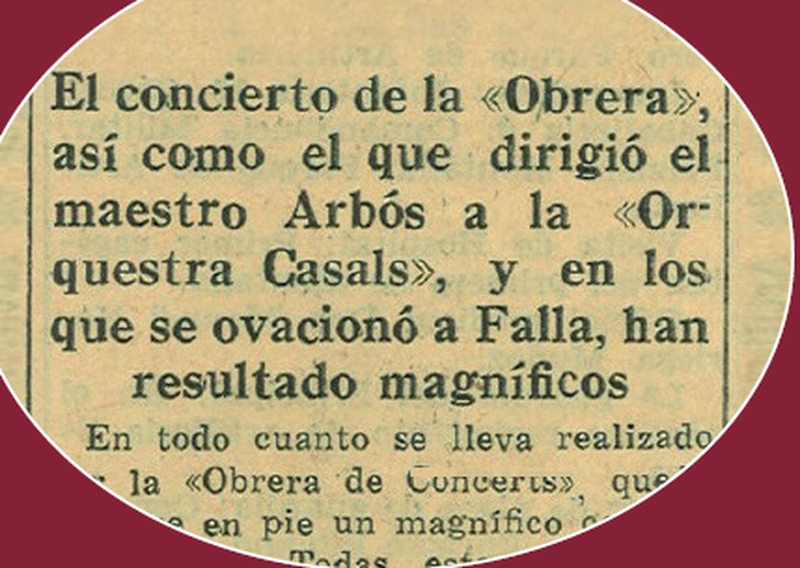 El concierto de la «Obrera»,
así como el que dirigió el
maestro Arbós a la «Or-
questra Casals», y en los
que se ovacionó a Falla, han
resultado magníficos
En todo cuanto se lleva realizado
la «Obrera de Concerts»,
en pie un magnífico
Todas